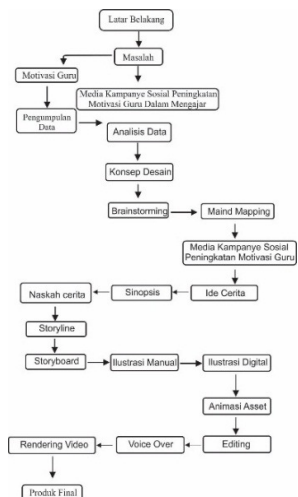 Latar Belakang
Masalah
Motivasi Guru
Media Kampanye Sosial Peningkatan
Motivasi Guru Dalam Mengajar
Pengumpulan
Data
Analisis Data
Konsep Desain
Brainstorming
Maind Mapping
Media Kampanye Sosial
Peningkatan Motivasi Guru
Naskah cerita
Sinopsis
Ide Cerita
Storyline
Storyboard
Ilustrasi Manual
Ilustrasi Digital
Animasi Asset
Rendering Video
Voice Over
Editing
Produk Final